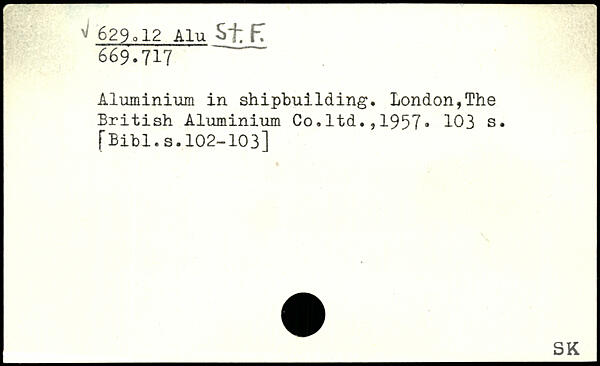 √ 629.12 Alu St. F.
669.717
Aluminium in shipbuilding. London,The
British Aluminium Co.ltd.,1957. 103 s.
[Bibl.s.102-103]
SK